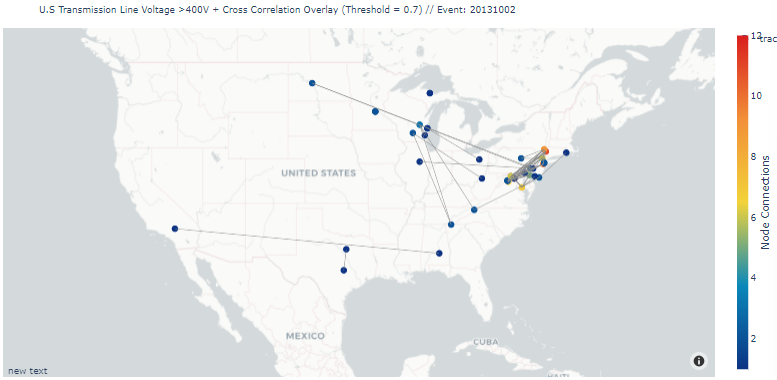 U.S Transmission Line Voltage >400V + Cross Correlation Overlay (Threshold = 0.7) // Event: 20131002
12
trac
10
UNITED STATES
8
6
Node Connections
4
MEXICO
CUBA
2
new text
HAITI